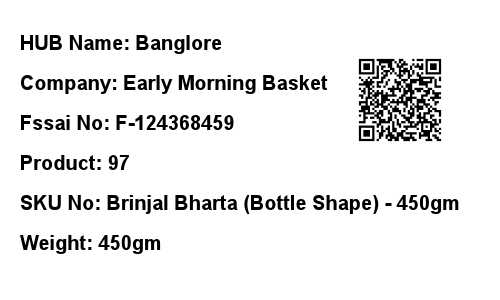 HUB Name: Banglore
Company: Early Morning Basket
Fssai No: F-124368459
Product: 97
SKU No: Brinjal Bharta (Bottle Shape) - 450gm
Weight: 450gm